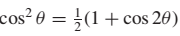 cos² θ = ½(1 + cos 2θ)